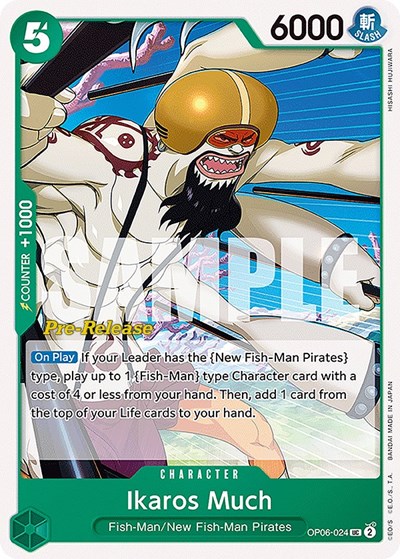 5
6000
斬
SLASH
HISASHI HUJIWARA
COUNTER +1000
SAMPLE
Pre-Release
On Play If your Leader has the {New Fish-Man Pirates}
type, play up to 1 {Fish-Man} type Character card with a
cost of 4 or less from your hand. Then, add 1 card from
the top of your Life cards to your hand.
CHARACTER
Ikaros Much
Fish-Man/New Fish-Man Pirates
OP06-024 UC 2
©E.O/S ©E.O./S., T.A. BANDAI MADE IN JAPAN